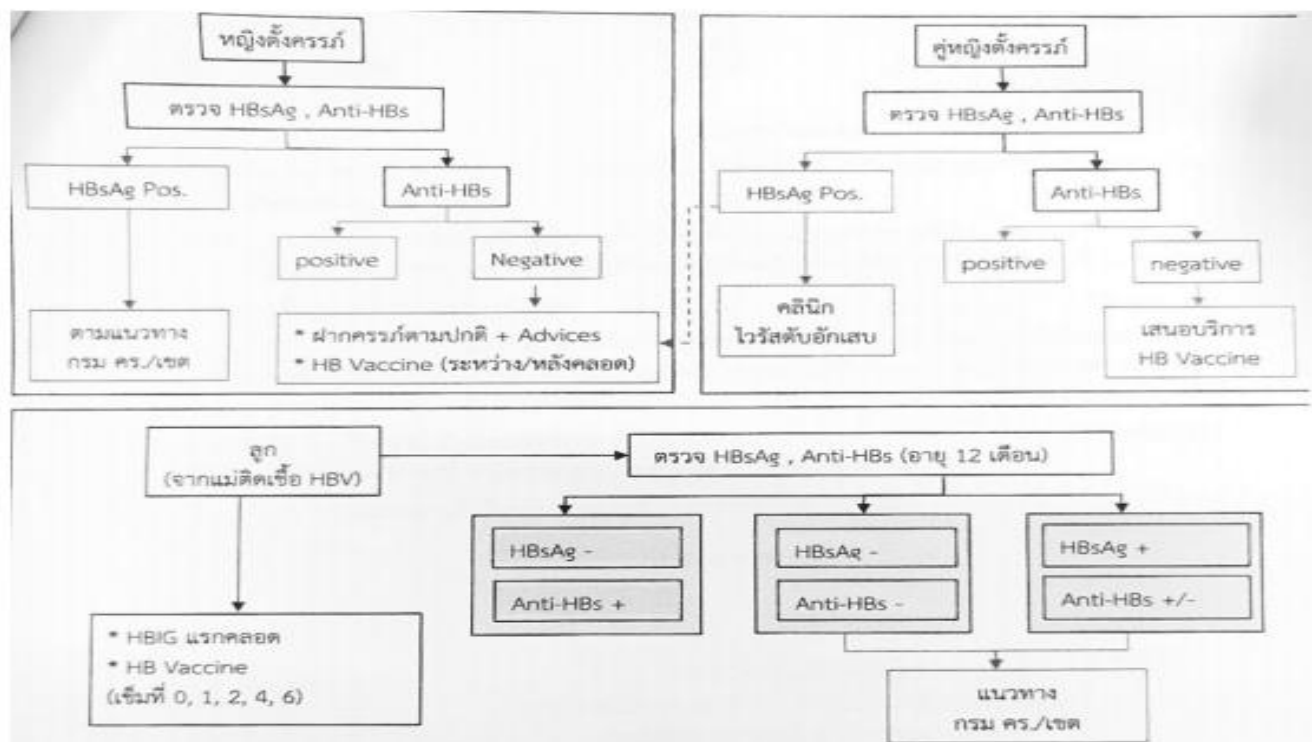 หญิงตั้งครรภ์
ตรวจ HBsAg , Anti-HBs
HBsAg Pos.
Anti-HBs
positive
Negative
ตามแนวทาง
กรม คร./เขต
* ฝากครรภ์ตามปกติ + Advices
* HB Vaccine (ระหว่าง/หลังคลอด)
คู่หญิงตั้งครรภ์
ตรวจ HBsAg , Anti-HBs
HBsAg Pos.
Anti-HBs
positive
negative
คลินิก
ไวรัสตับอักเสบ
เสนอบริการ
HB Vaccine
ลูก
(จากแม่ติดเชื้อ HBV)
ตรวจ HBsAg , Anti-HBs (อายุ 12 เดือน)
HBsAg -
Anti-HBs +
HBsAg -
Anti-HBs -
HBsAg +
Anti-HBs +/-
* HBIG แรกคลอด
* HB Vaccine
(เข็มที่ 0, 1, 2, 4, 6)
แนวทาง
กรม คร./เขต